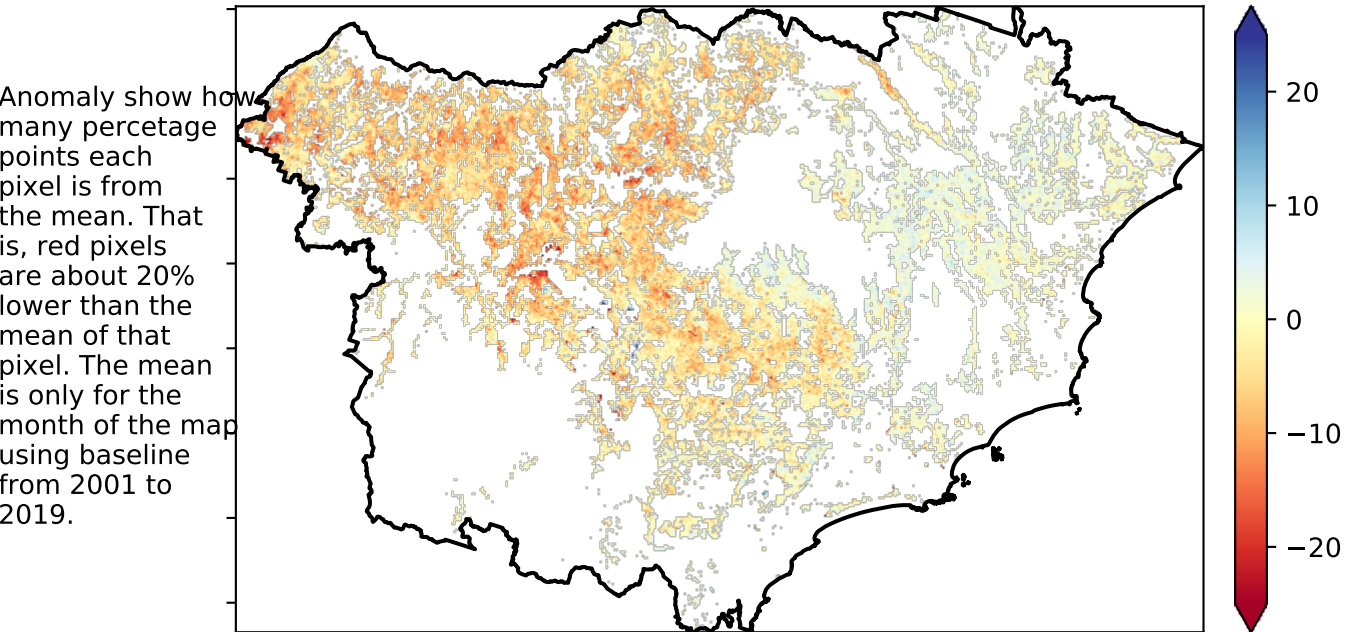 Anomaly show how
many percetage
points each
pixel is from
the mean. That
is, red pixels
are about 20%
lower than the
mean of that
pixel. The mean
is only for the
month of the map
using baseline
from 2001 to
2019.
20
10
0
−10
−20